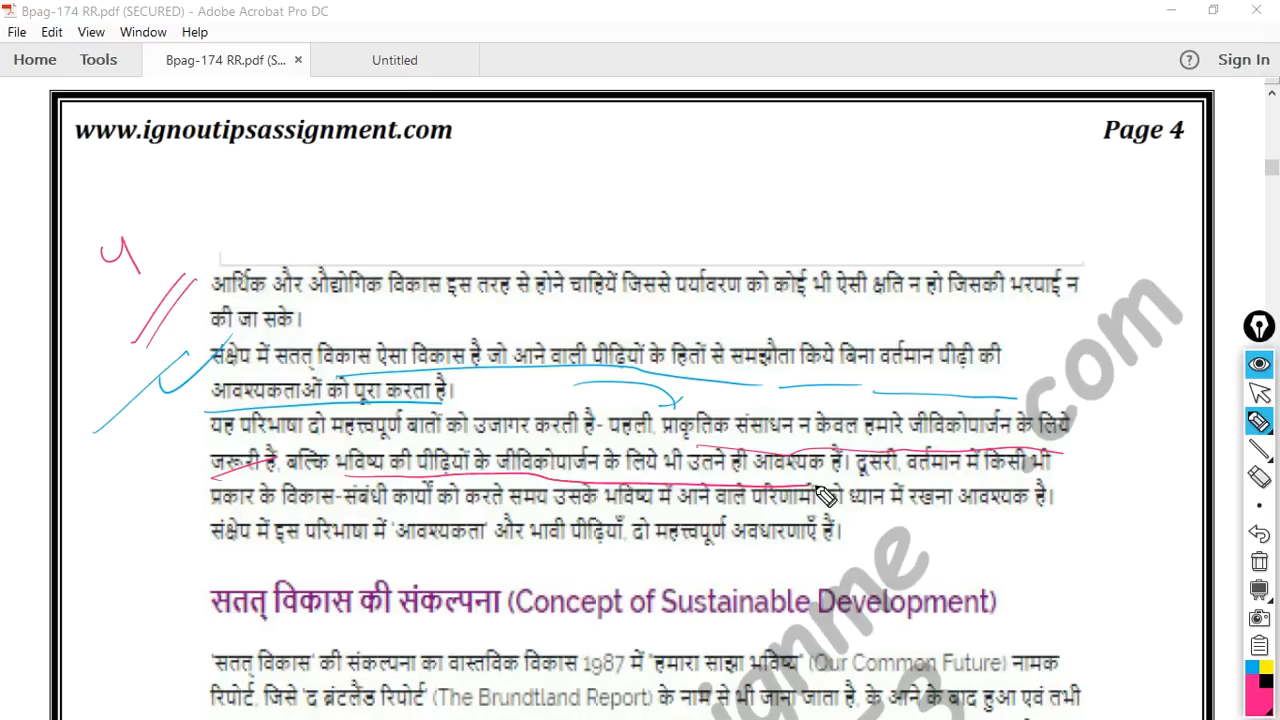 Bpag-174 RR.pdf (SECURED) - Adobe Acrobat Pro DC
File Edit View Window Help
Home Tools Bpag-174 RR.pdf (S... × Untitled ? Sign In
www.ignoutipsassignment.com Page 4
आर्थिक और औद्योगिक विकास इस तरह से होने चाहियें जिससे पर्यावरण को कोई भी ऐसी क्षति न हो जिसकी भरपाई न
की जा सके।
संक्षेप में सतत् विकास ऐसा विकास है जो आने वाली पीढ़ियों के हितों से समझौता किये बिना वर्तमान पीढ़ी की
आवश्यकताओं को पूरा करता है।
यह परिभाषा दो महत्त्वपूर्ण बातों को उजागर करती है- पहली, प्राकृतिक संसाधन न केवल हमारे जीविकोपार्जन के लिये
जरूरी हैं, बल्कि भविष्य की पीढ़ियों के जीविकोपार्जन के लिये भी उतने ही आवश्यक हैं। दूसरी, वर्तमान में किसी भी
प्रकार के विकास-संबंधी कार्यों को करते समय उसके भविष्य में आने वाले परिणामों को ध्यान में रखना आवश्यक है।
संक्षेप में इस परिभाषा में 'आवश्यकता' और भावी पीढ़ियाँ, दो महत्त्वपूर्ण अवधारणाएँ हैं।
सतत् विकास की संकल्पना (Concept of Sustainable Development)
'सतत् विकास' की संकल्पना का वास्तविक विकास 1987 में "हमारा साझा भविष्य" (Our Common Future) नामक
रिपोर्ट, जिसे 'द ब्रंटलैंड रिपोर्ट' (The Brundtland Report) के नाम से भी जाना जाता है, के आने के बाद हुआ एवं तभी